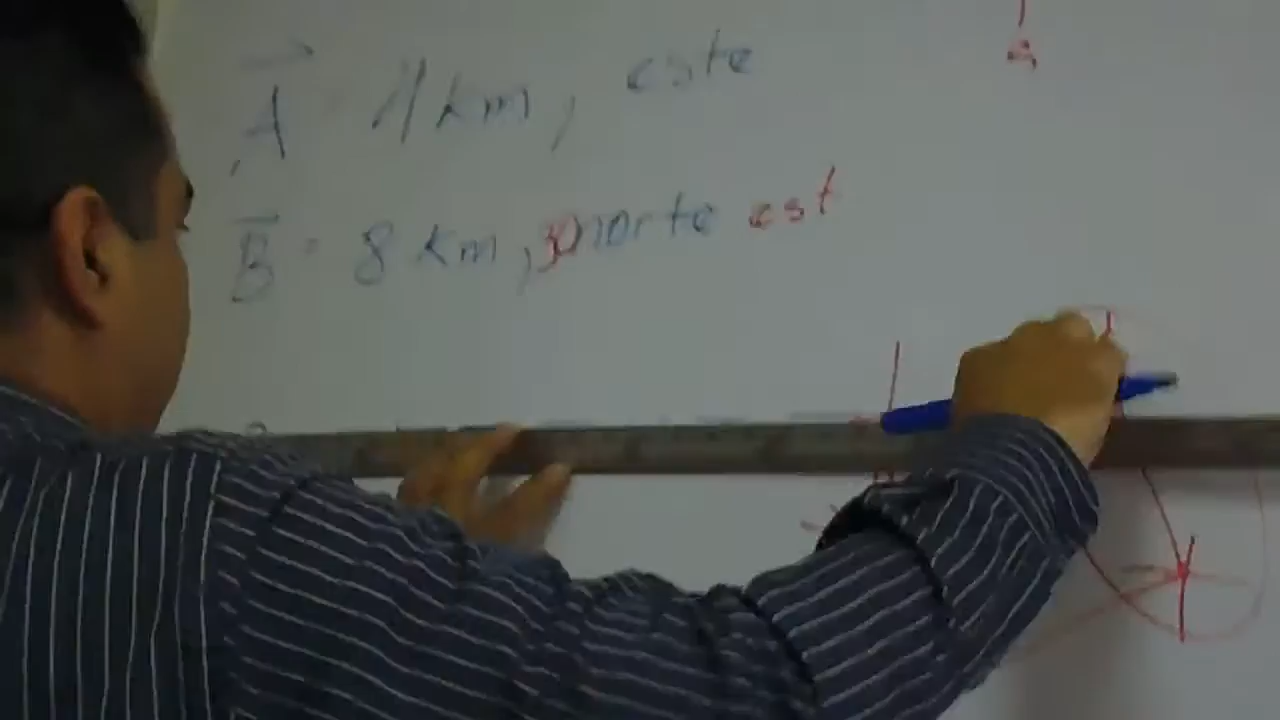 A = 11 km, este
B = 8 km, norte est